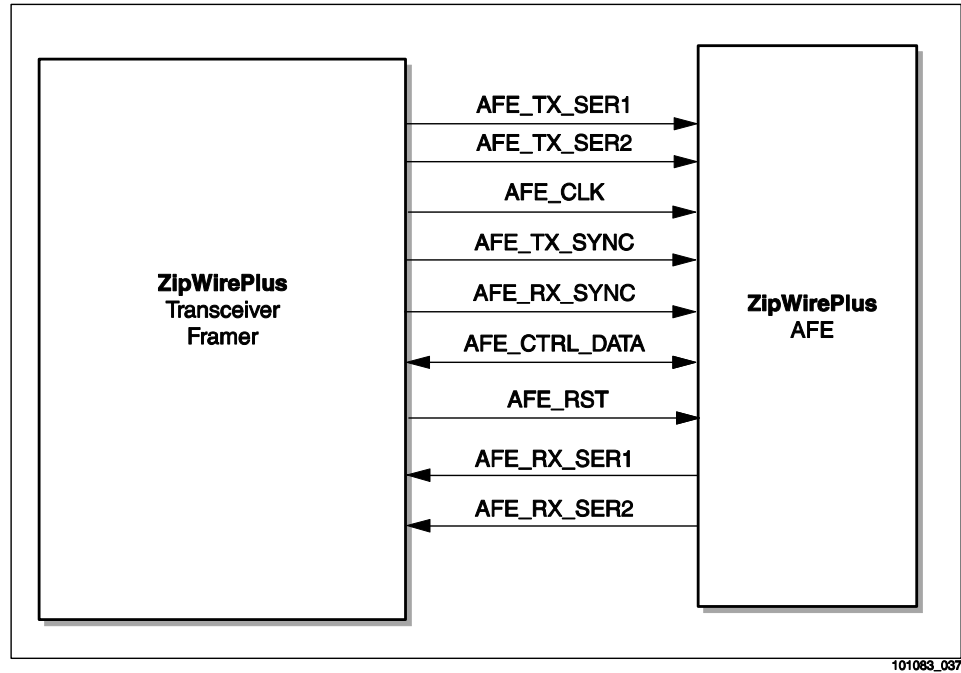 AFE_TX_SER1
AFE_TX_SER2
AFE_CLK
AFE_TX_SYNC
AFE_RX_SYNC
AFE_CTRL_DATA
AFE_RST
AFE_RX_SER1
AFE_RX_SER2
ZipWirePlus
Transceiver
Framer
ZipWirePlus
AFE
101083_037